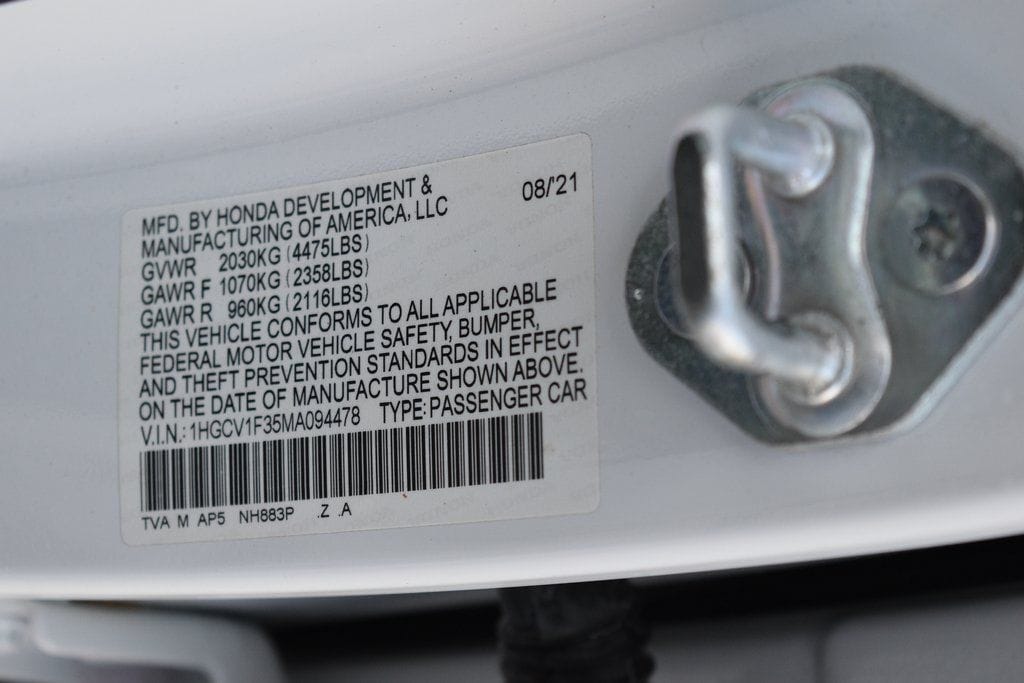 MFD. BY HONDA DEVELOPMENT & 08/'21
MANUFACTURING OF AMERICA, LLC
GVWR 2030KG (4475LBS)
GAWR F 1070KG (2358LBS)
GAWR R 960KG (2116LBS)
THIS VEHICLE CONFORMS TO ALL APPLICABLE
FEDERAL MOTOR VEHICLE SAFETY, BUMPER,
AND THEFT PREVENTION STANDARDS IN EFFECT
ON THE DATE OF MANUFACTURE SHOWN ABOVE.
V.I.N.: 1HGCV1F35MA094478 TYPE: PASSENGER CAR
TVA M AP5 NH883P .Z .A